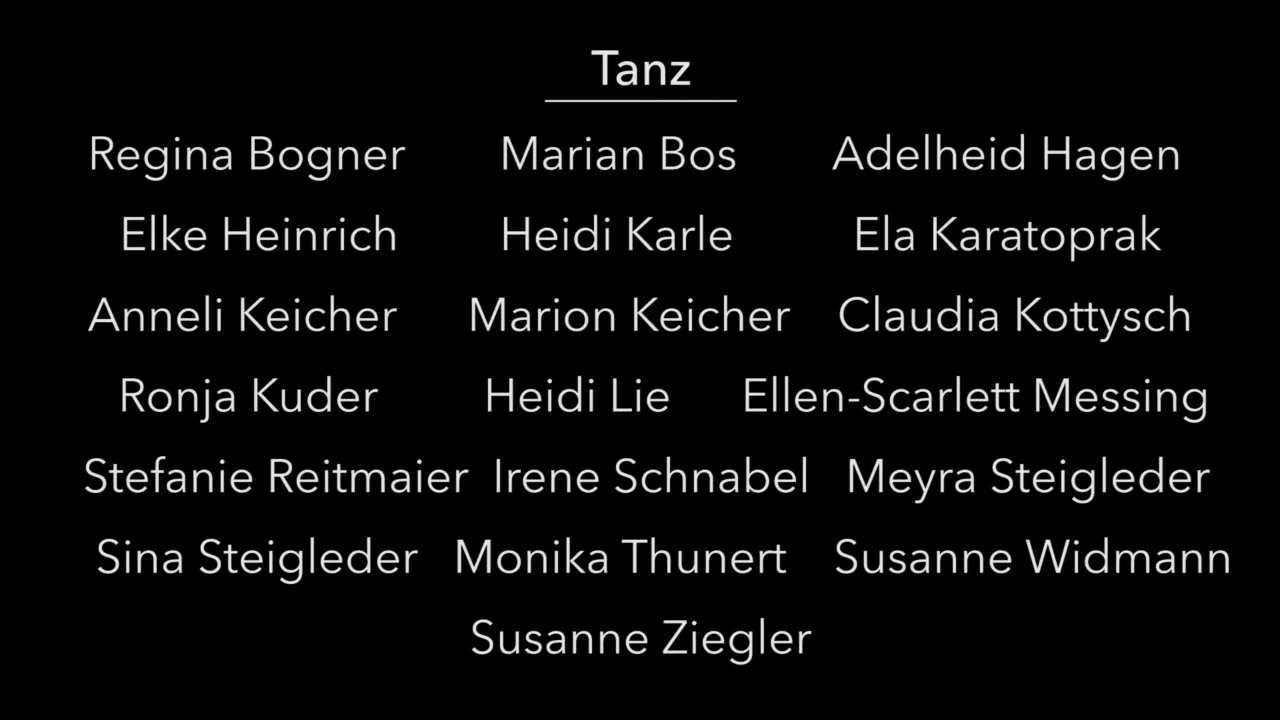 Tanz
Regina Bogner Marian Bos Adelheid Hagen
Elke Heinrich Heidi Karle Ela Karatoprak
Anneli Keicher Marion Keicher Claudia Kottysch
Ronja Kuder Heidi Lie Ellen-Scarlett Messing
Stefanie Reitmaier Irene Schnabel Meyra Steigleder
Sina Steigleder Monika Thunert Susanne Widmann
Susanne Ziegler